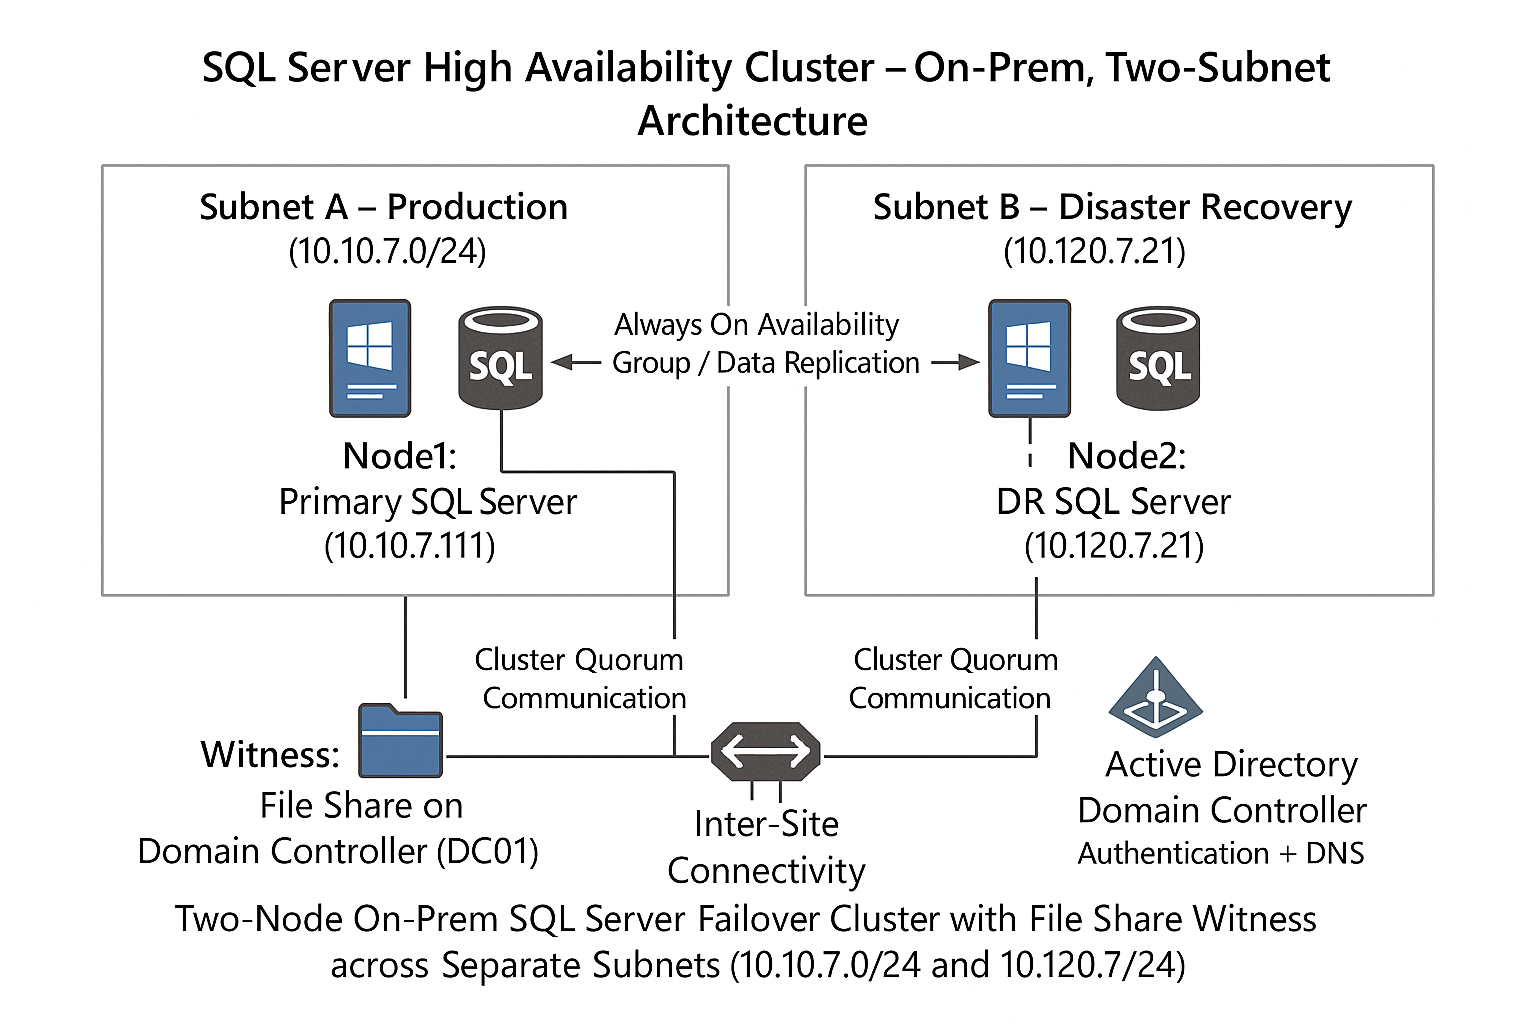 SQL Server High Availability Cluster – On-Prem, Two-Subnet
Architecture
Subnet A – Production
(10.10.7.0/24)
SQL
Node1:
Primary SQL Server
(10.10.7.111)
Always On Availability
Group / Data Replication
Subnet B – Disaster Recovery
(10.120.7.21)
SQL
Node2:
DR SQL Server
(10.120.7.21)
Cluster Quorum
Communication
Cluster Quorum
Communication
Witness:
File Share on
Domain Controller (DC01)
Inter-Site
Connectivity
Active Directory
Domain Controller
Authentication + DNS
Two-Node On-Prem SQL Server Failover Cluster with File Share Witness
across Separate Subnets (10.10.7.0/24 and 10.120.7/24)